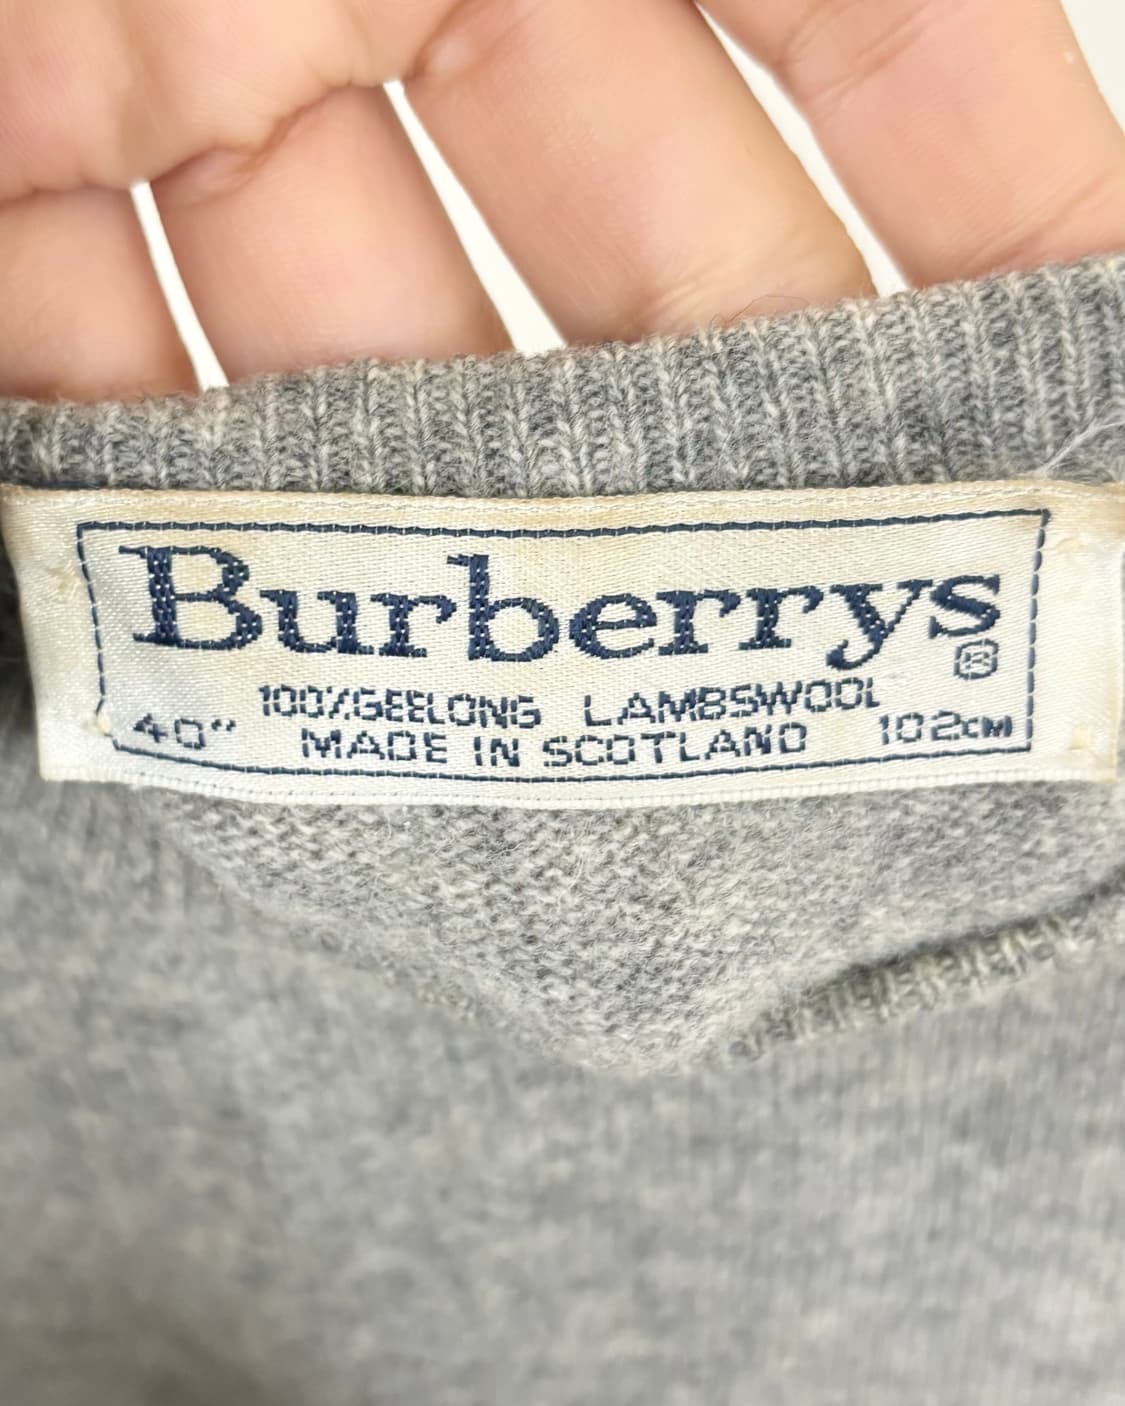 Burberrys
®
100% GEELONG LAMBSWOOL
40" MADE IN SCOTLAND 102CM